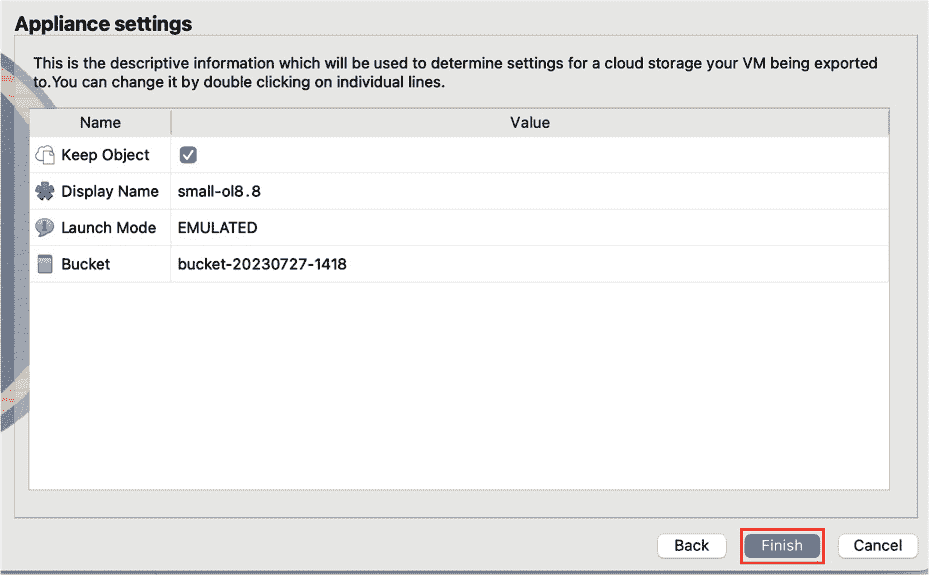 Appliance settings
This is the descriptive information which will be used to determine settings for a cloud storage your VM being exported
to.You can change it by double clicking on individual lines.
Name Value
Keep Object
Display Name small-ol8.8
Launch Mode EMULATED
Bucket bucket-20230727-1418
Back Finish Cancel